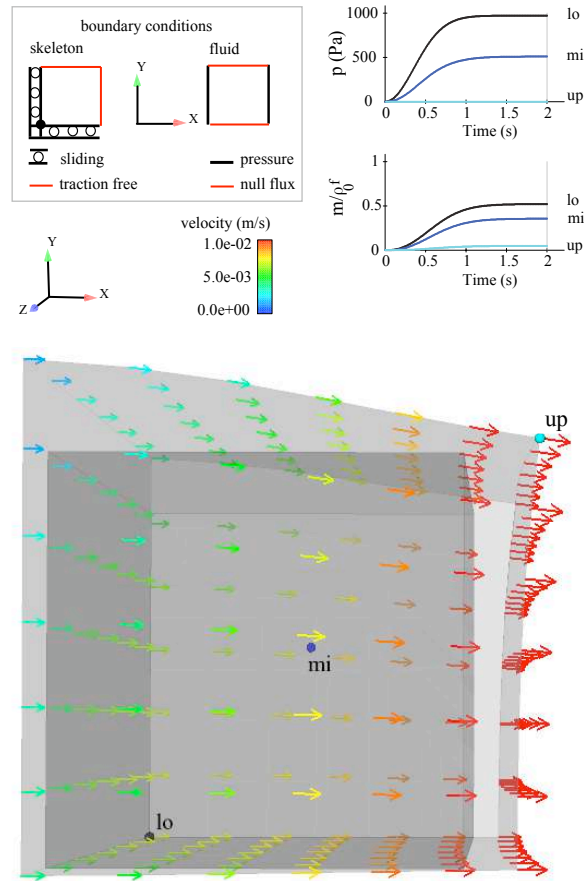 boundary conditions
skeleton
fluid
Y
X
sliding
pressure
traction free
null flux
p (Pa)
1000
500
0
0
0.5
1
1.5
2
Time (s)
lo
mi
up
m/ρ₀ᶠ
1
0.5
0.0
0
0.5
1
1.5
2
Time (s)
lo
mi
up
velocity (m/s)
1.0e-02
5.0e-03
0.0e+00
Y
X
Z
up
mi
lo